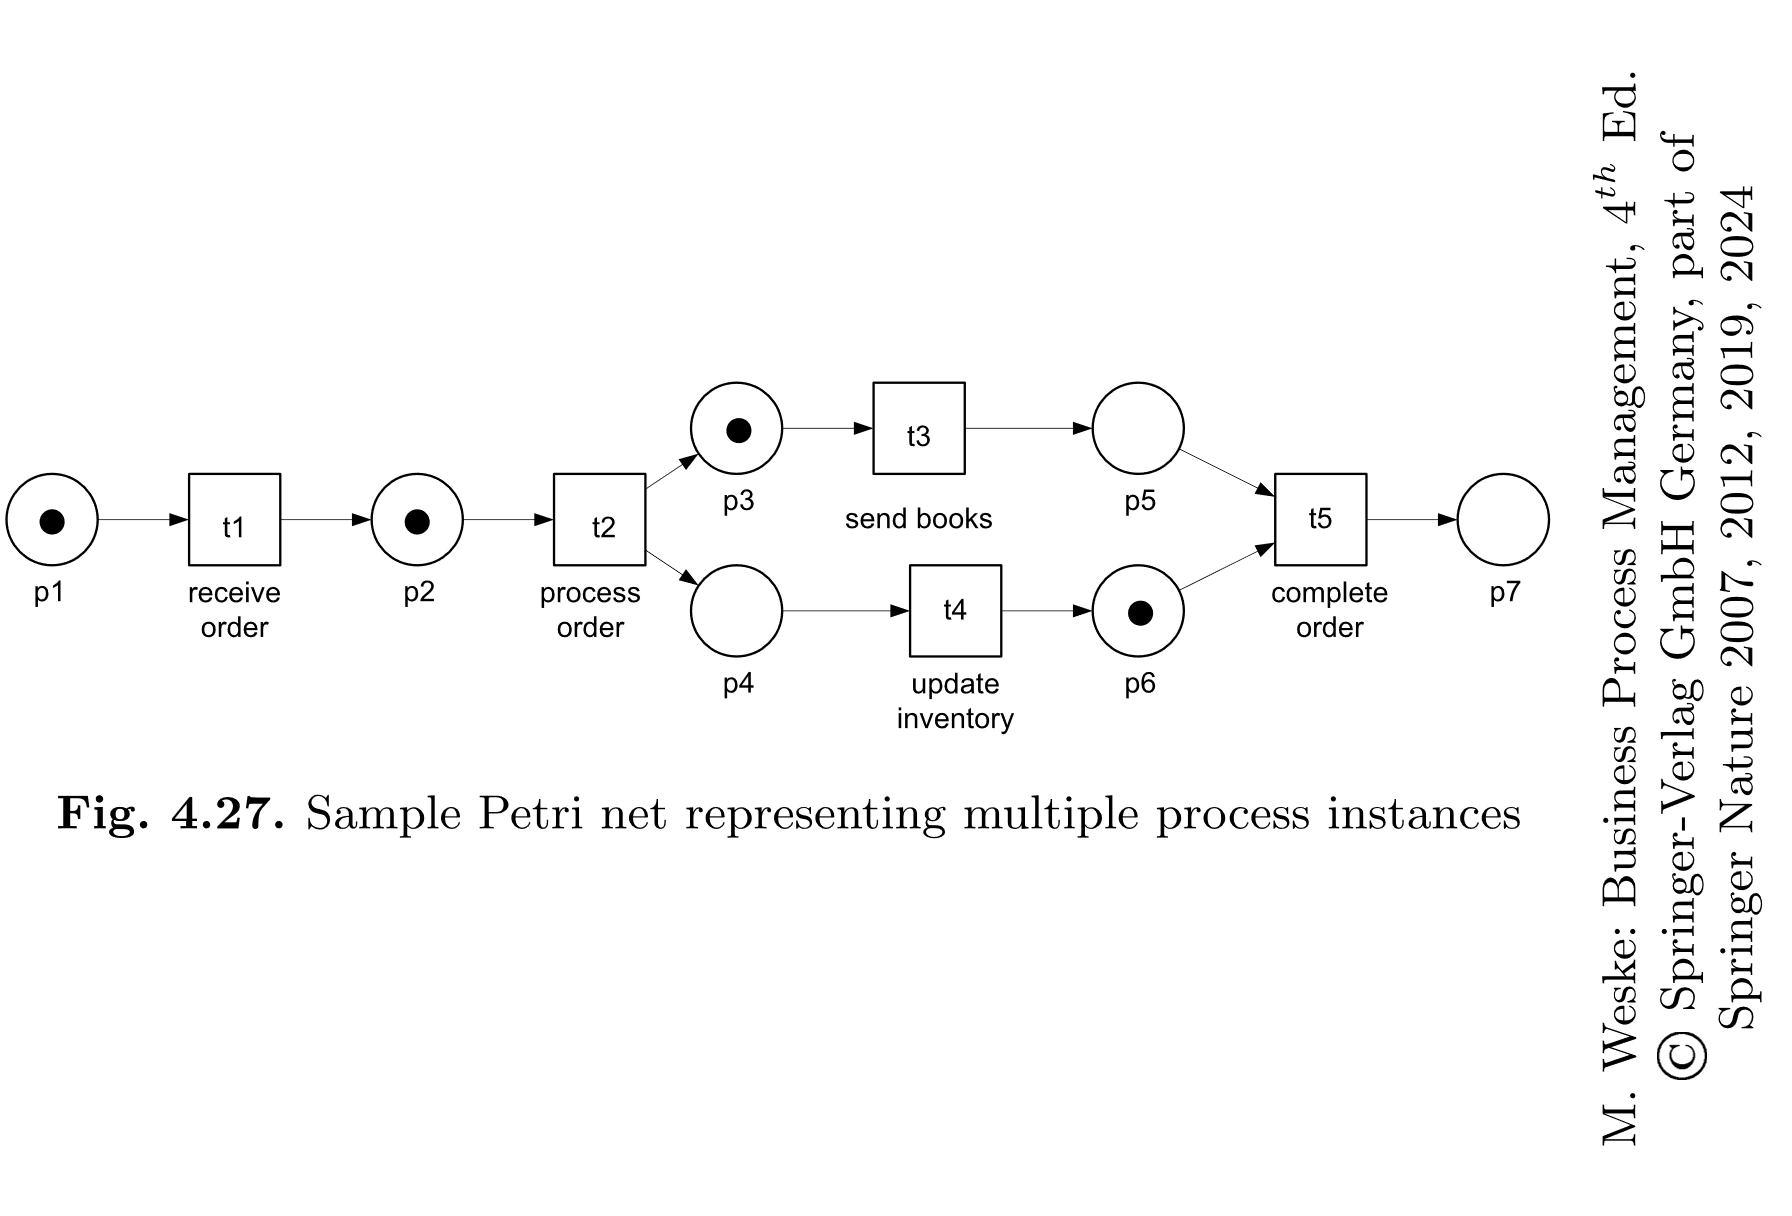 p1
t1
receive
order
p2
t2
process
order
p3
t3
send books
p5
p4
t4
update
inventory
p6
t5
complete
order
p7
Fig. 4.27. Sample Petri net representing multiple process instances
M. Weske: Business Process Management, 4th Ed.
© Springer-Verlag GmbH Germany, part of
Springer Nature 2007, 2012, 2019, 2024